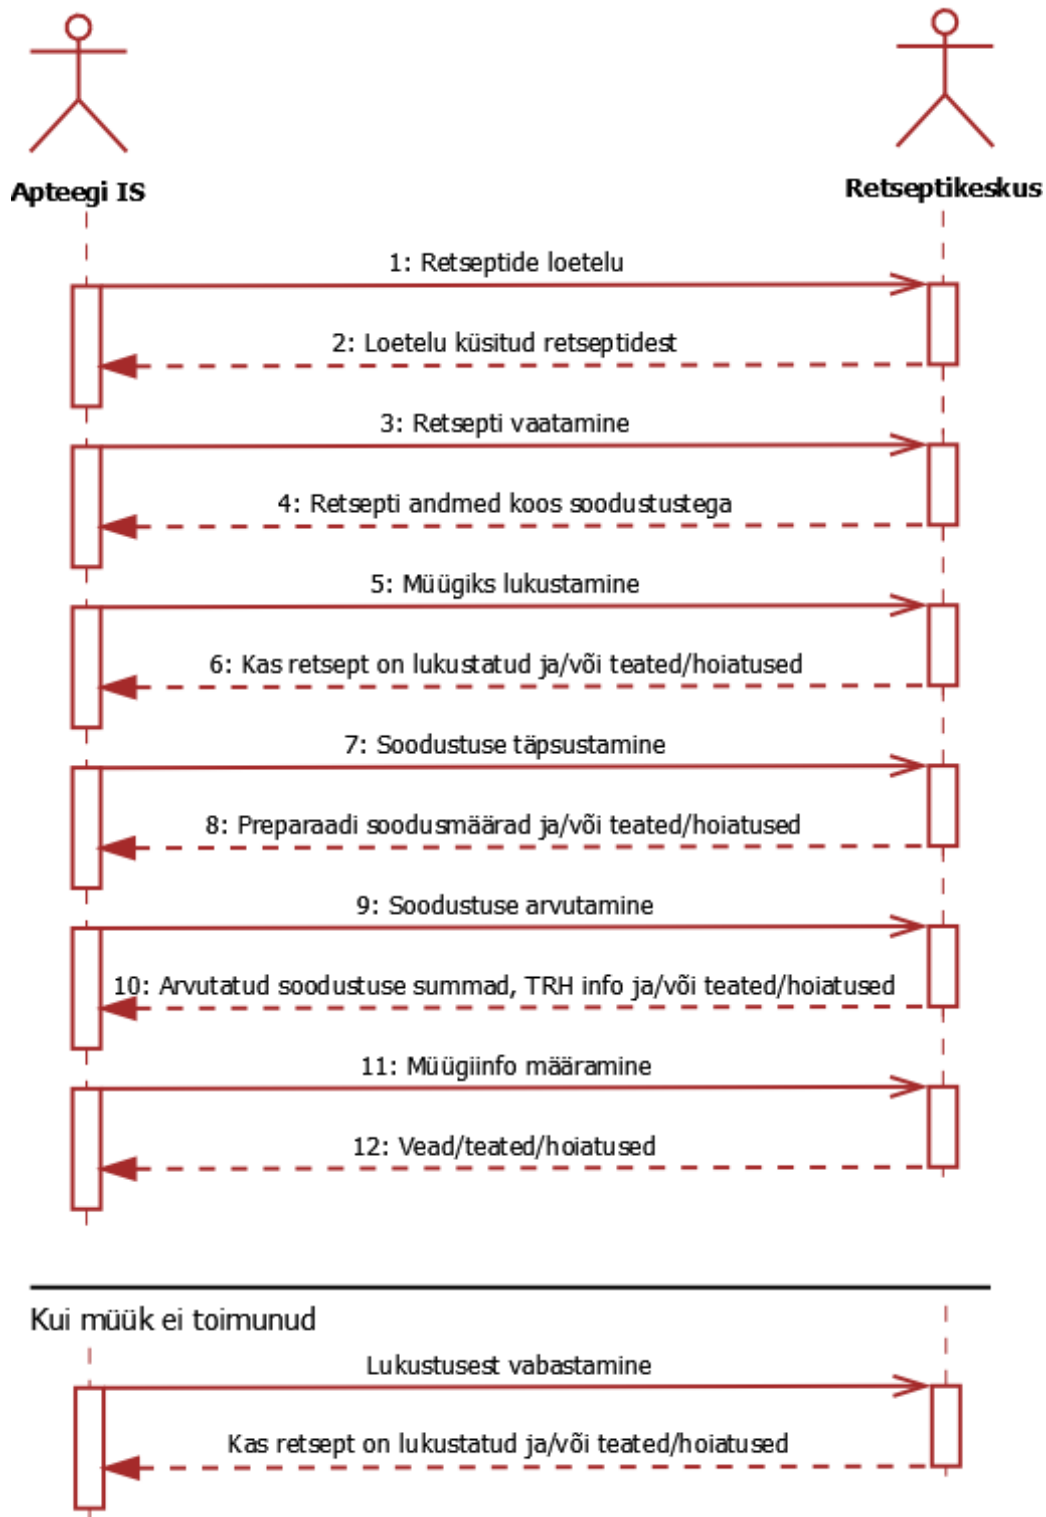 Apteegi IS
Retseptikeskus
1: Retseptide loetelu
2: Loetelu küsitud retseptidest
3: Retsepti vaatamine
4: Retsepti andmed koos soodustustega
5: Müügiks lukustamine
6: Kas retsept on lukustatud ja/või teated/hoiatused
7: Soodustuse täpsustamine
8: Preparaadi soodusmäärad ja/või teated/hoiatused
9: Soodustuse arvutamine
10: Arvutatud soodustuse summad, TRH info ja/või teated/hoiatused
11: Müügiinfo määramine
12: Vead/teated/hoiatused
Kui müük ei toimunud
Lukustusest vabastamine
Kas retsept on lukustatud ja/või teated/hoiatused